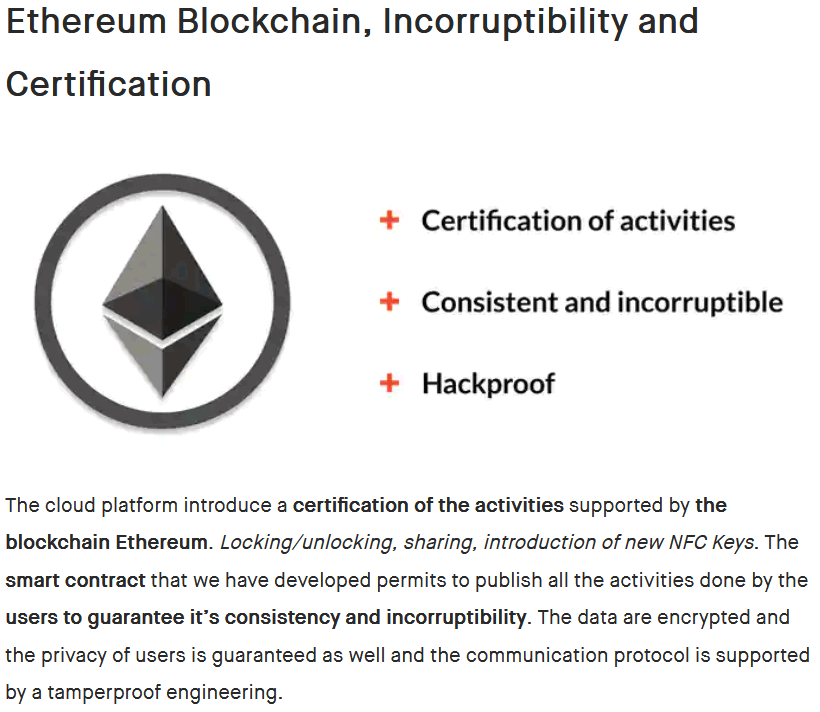 Ethereum Blockchain, Incorruptibility and
Certification
+ Certification of activities
+ Consistent and incorruptible
+ Hackproof
The cloud platform introduce a certification of the activities supported by the
blockchain Ethereum. Locking/unlocking, sharing, introduction of new NFC Keys. The
smart contract that we have developed permits to publish all the activities done by the
users to guarantee it's consistency and incorruptibility. The data are encrypted and
the privacy of users is guaranteed as well and the communication protocol is supported
by a tamperproof engineering.